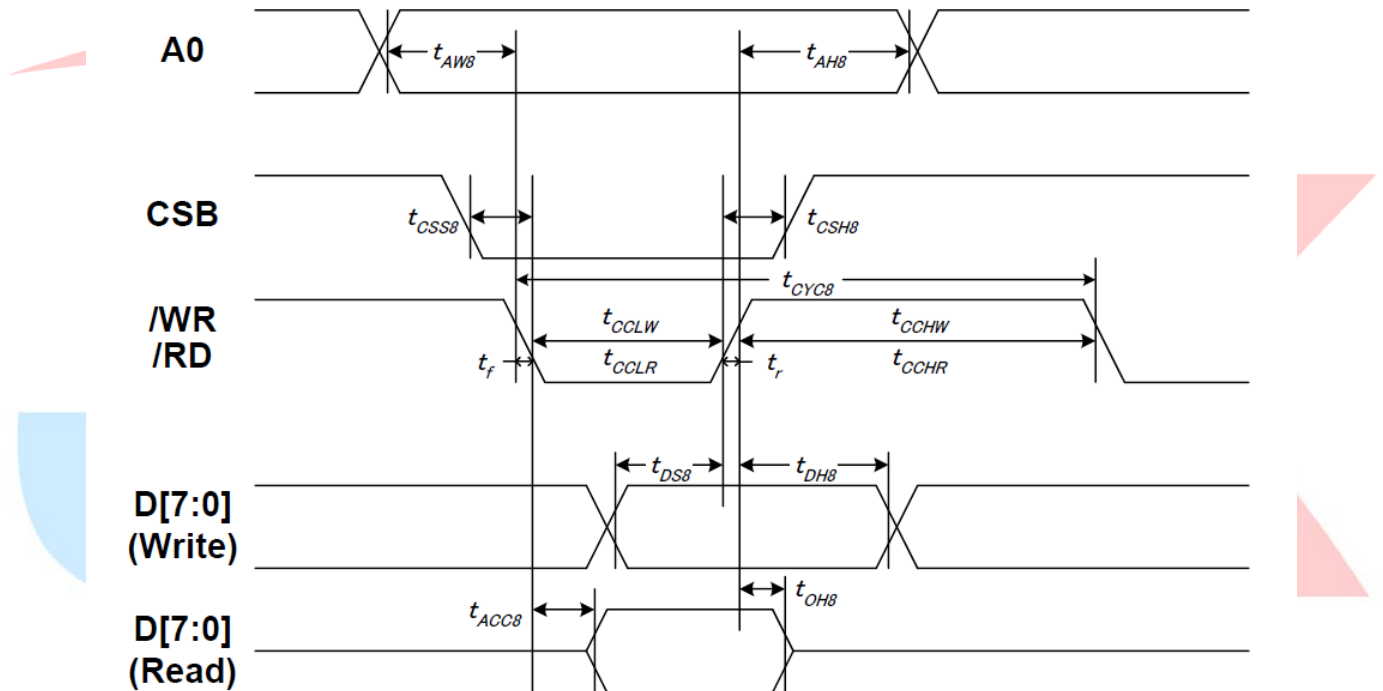 A0
tAW8
tAH8
CSB
tCSS8
tCSH8
tCYC8
/WR
/RD
tCCLW
tCCHW
tf
tCCLR
tr
tCCHR
D[7:0]
(Write)
tDS8
tDH8
D[7:0]
(Read)
tACC8
tOH8